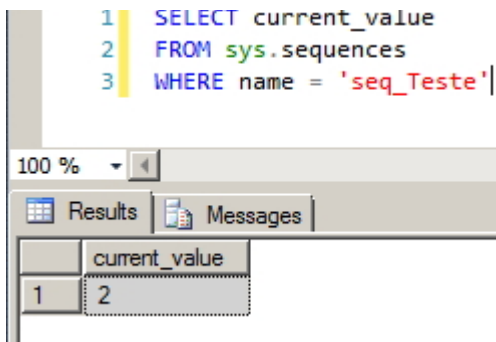 1 SELECT current_value
2 FROM sys.sequences
3 WHERE name = 'seq_Teste'
100 %
Results Messages
current_value
1 2